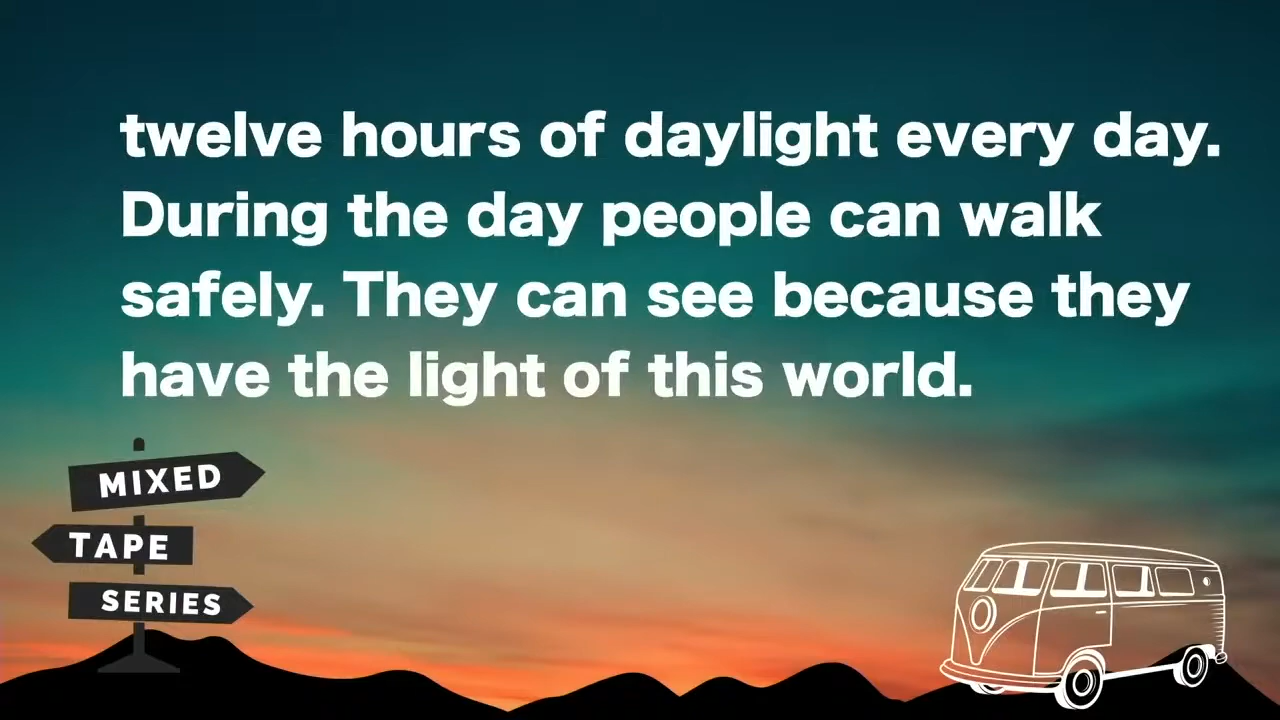 twelve hours of daylight every day.
During the day people can walk
safely. They can see because they
have the light of this world.
MIXED
TAPE
SERIES